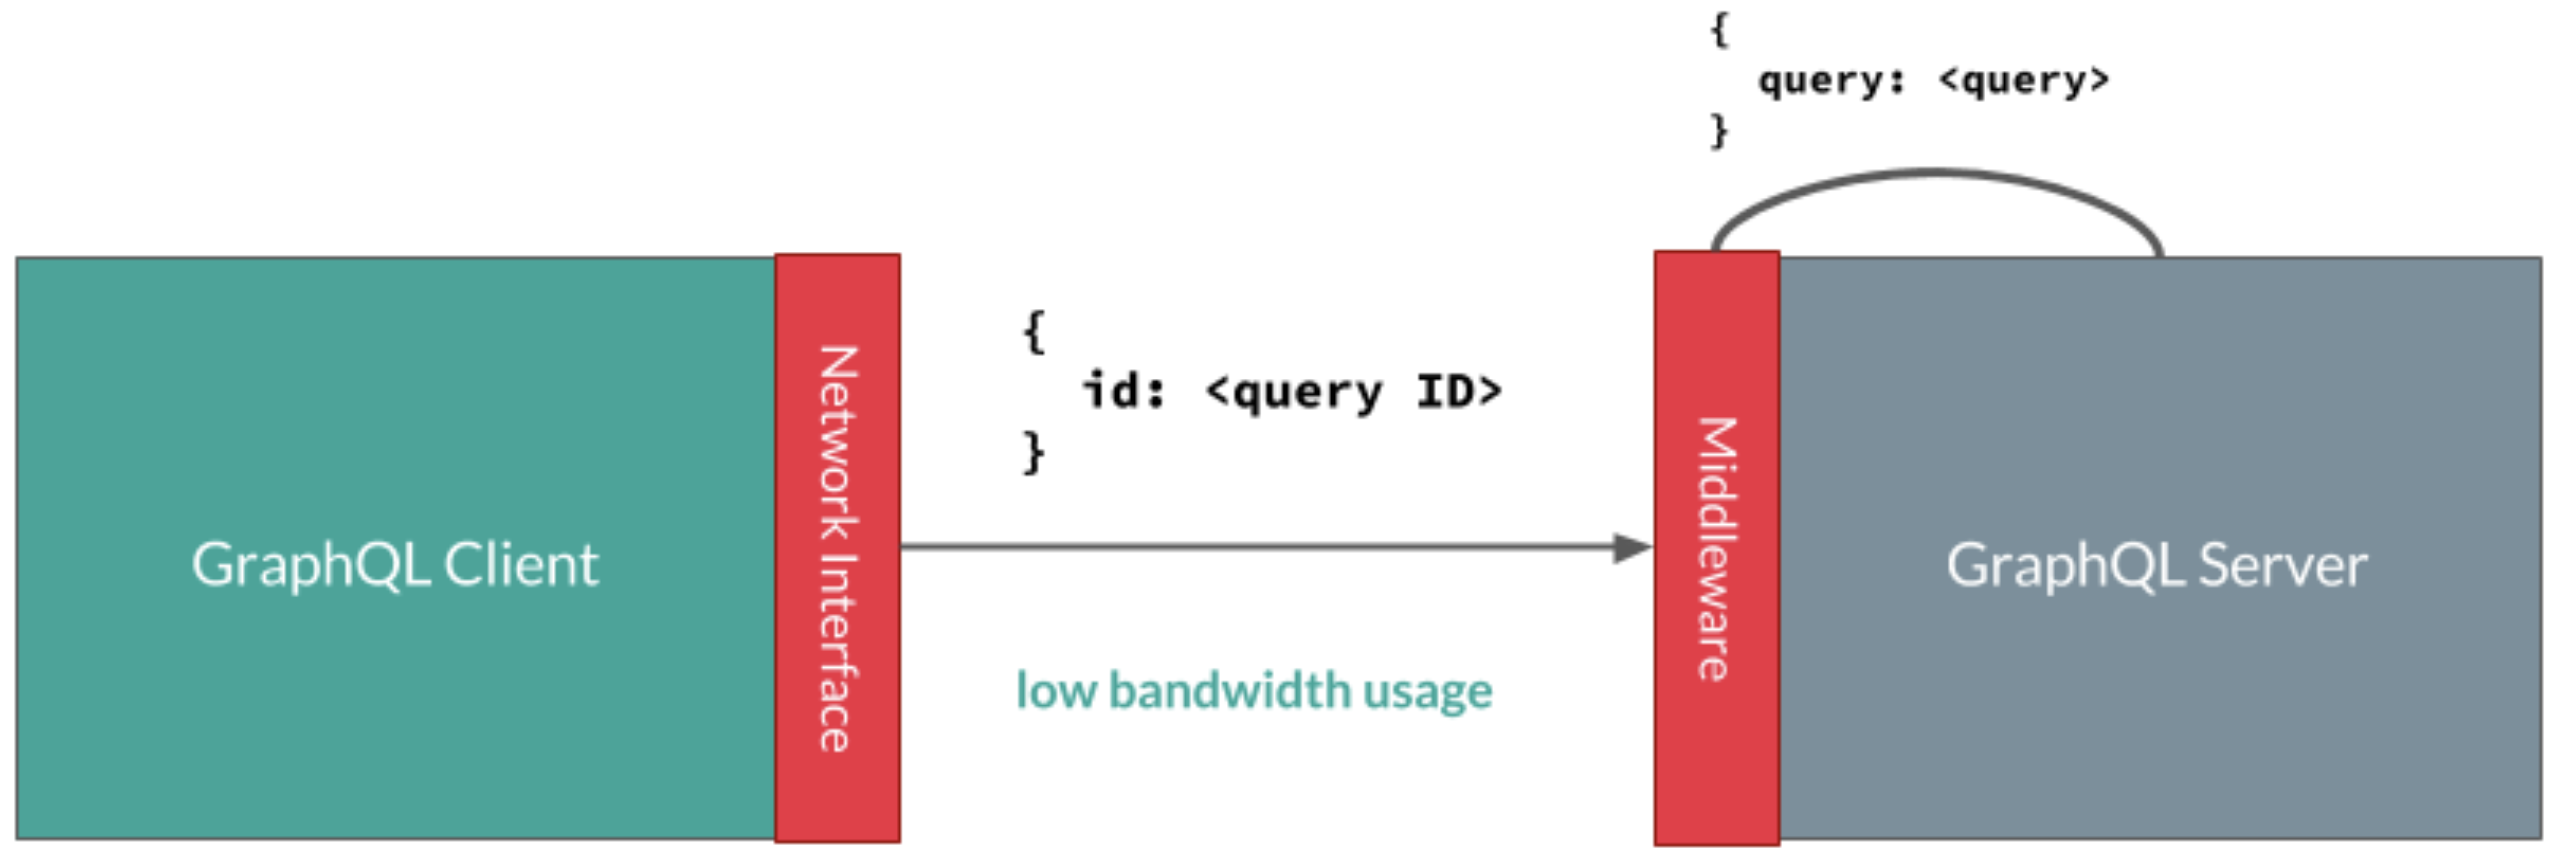 {
query: <query>
}
{
id: <query ID>
}
GraphQL Client
Network Interface
low bandwidth usage
Middleware
GraphQL Server